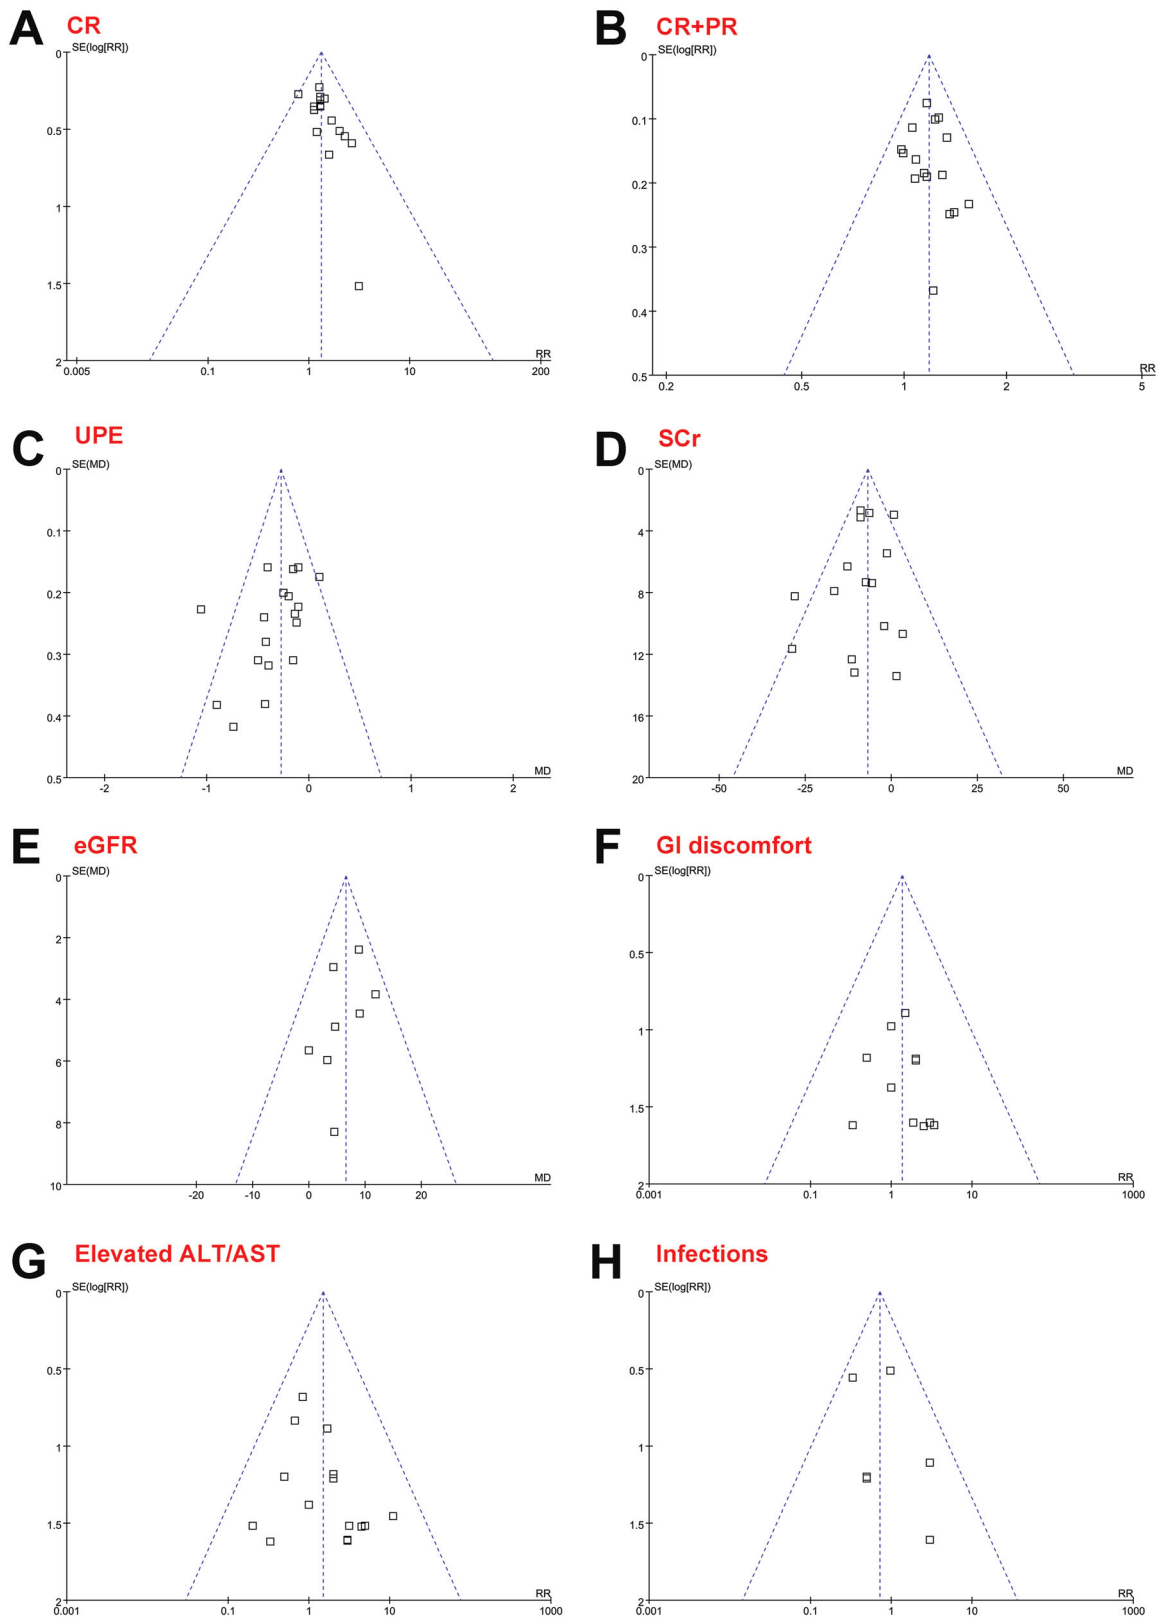 A CR
SE(log[RR])
0
0.5
1
1.5
2
RR
0.005 0.1 1 10 200
B CR+PR
SE(log[RR])
0
0.1
0.2
0.3
0.4
0.5
RR
0.2 0.5 1 2 5
C UPE
SE(MD)
0
0.1
0.2
0.3
0.4
0.5
MD
-2 -1 0 1 2
D SCr
SE(MD)
0
4
8
12
16
20
MD
-50 -25 0 25 50
E eGFR
SE(MD)
0
2
4
6
8
10
MD
-20 -10 0 10 20
F GI discomfort
SE(log[RR])
0
0.5
1
1.5
2
RR
0.001 0.1 1 10 1000
G Elevated ALT/AST
SE(log[RR])
0
0.5
1
1.5
2
RR
0.001 0.1 1 10 1000
H Infections
SE(log[RR])
0
0.5
1
1.5
2
RR
0.001 0.1 1 10 1000